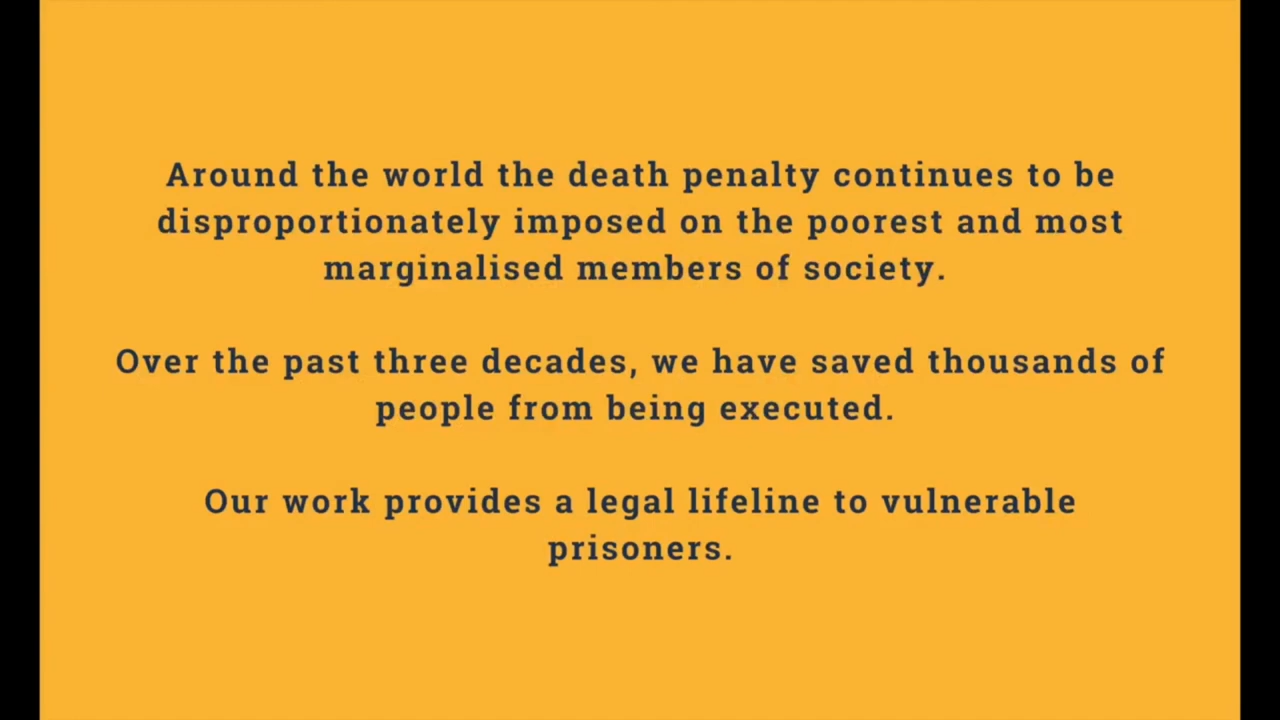 Around the world the death penalty continues to be
disproportionately imposed on the poorest and most
marginalised members of society.
Over the past three decades, we have saved thousands of
people from being executed.
Our work provides a legal lifeline to vulnerable
prisoners.